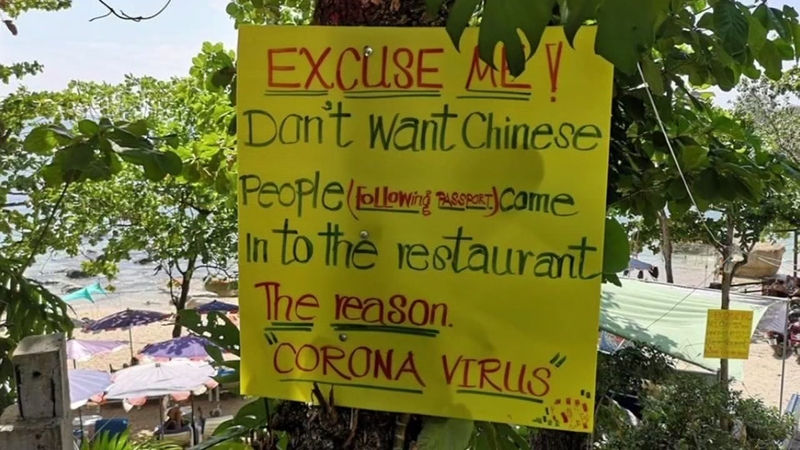 EXCUSE ME!
Don't want Chinese
People (Following PASSPORT) come
In to the restaurant
The reason.
"CORONA VIRUS"